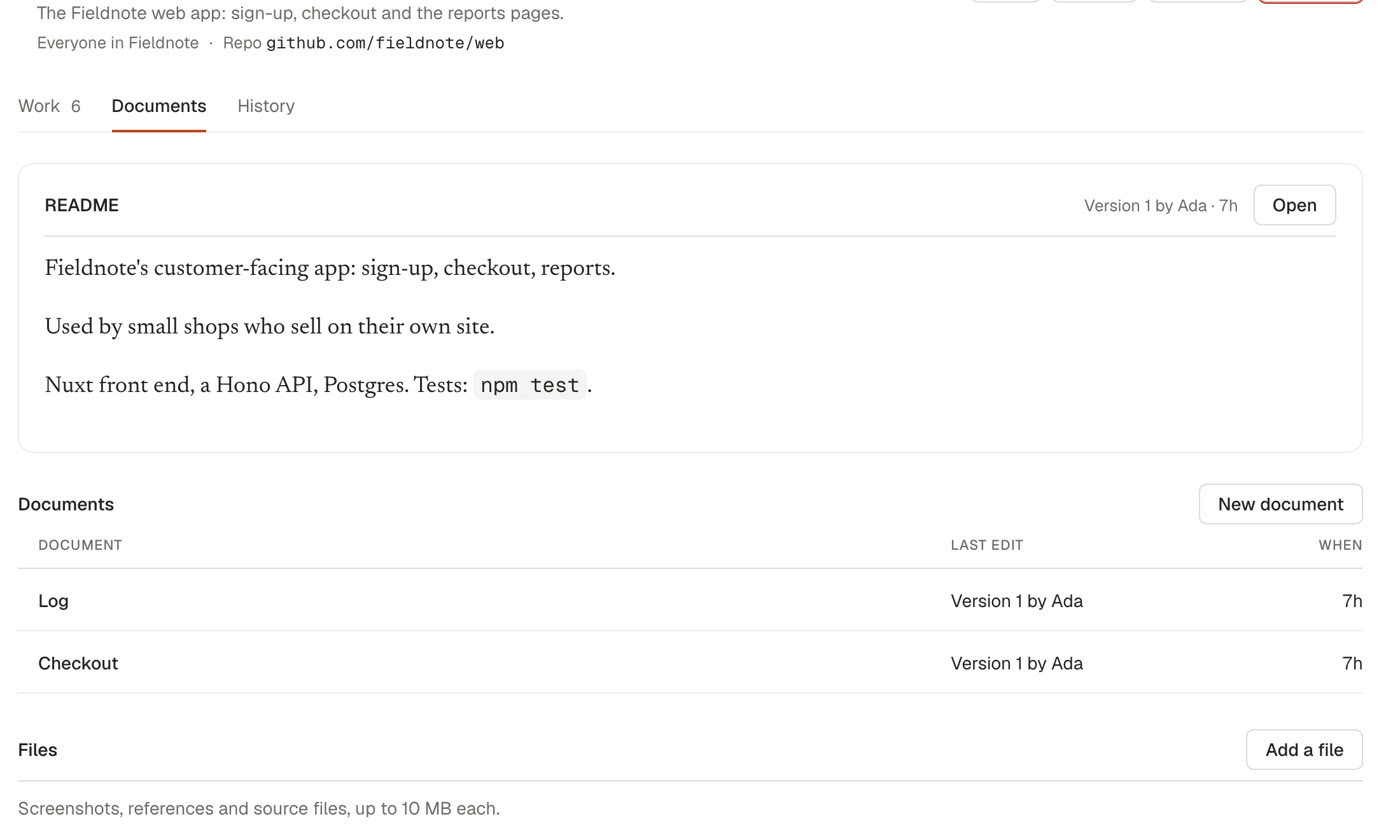 The Fieldnote web app: sign-up, checkout and the reports pages.
Everyone in Fieldnote · Repo github.com/fieldnote/web
Work 6 Documents History
README Version 1 by Ada · 7h Open
Fieldnote's customer-facing app: sign-up, checkout, reports.
Used by small shops who sell on their own site.
Nuxt front end, a Hono API, Postgres. Tests: npm test.
Documents New document
DOCUMENT LAST EDIT WHEN
Log Version 1 by Ada 7h
Checkout Version 1 by Ada 7h
Files Add a file
Screenshots, references and source files, up to 10 MB each.